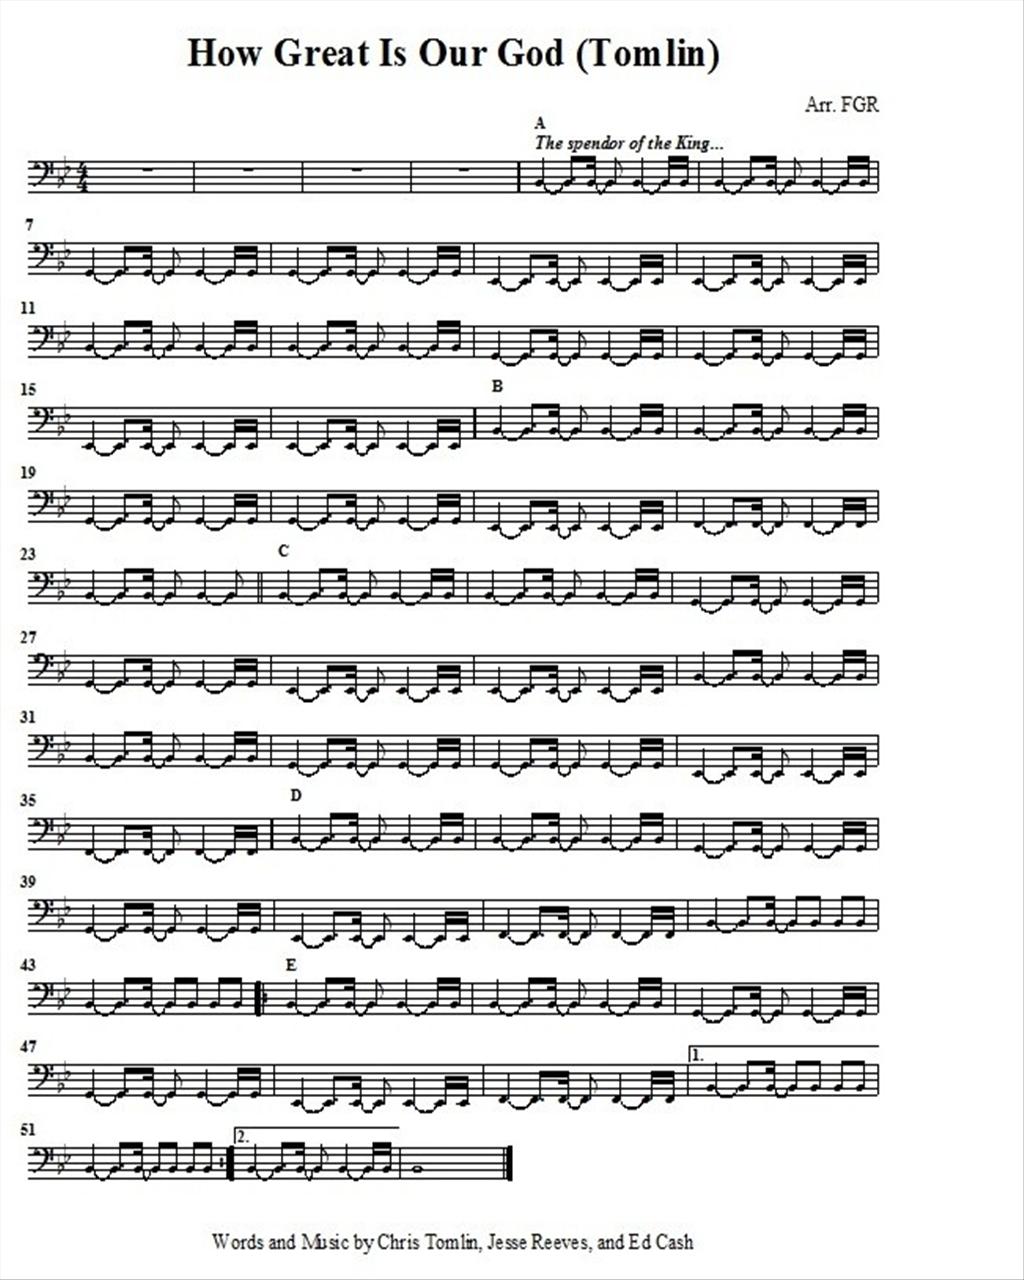 How Great Is Our God (Tomlin)
Arr. FGR
A
The spendor of the King...
4
4
7
11
15
B
19
23
C
27
31
35
D
39
43
E
47
1.
51
2.
Words and Music by Chris Tomlin, Jesse Reeves, and Ed Cash